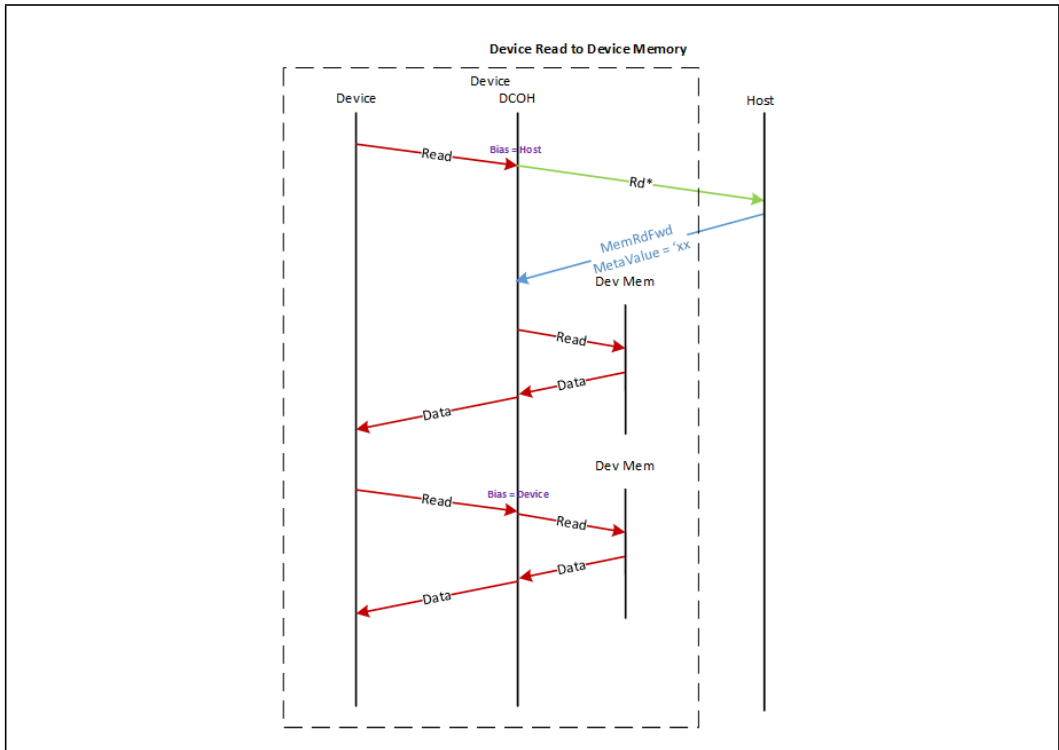 Device Read to Device Memory
Device
Device
DCOH
Host
Read
Bias = Host
Rd*
MemRdFwd
MetaValue = ‘xx
Dev Mem
Read
Data
Data
Dev Mem
Read
Bias = Device
Read
Data
Data